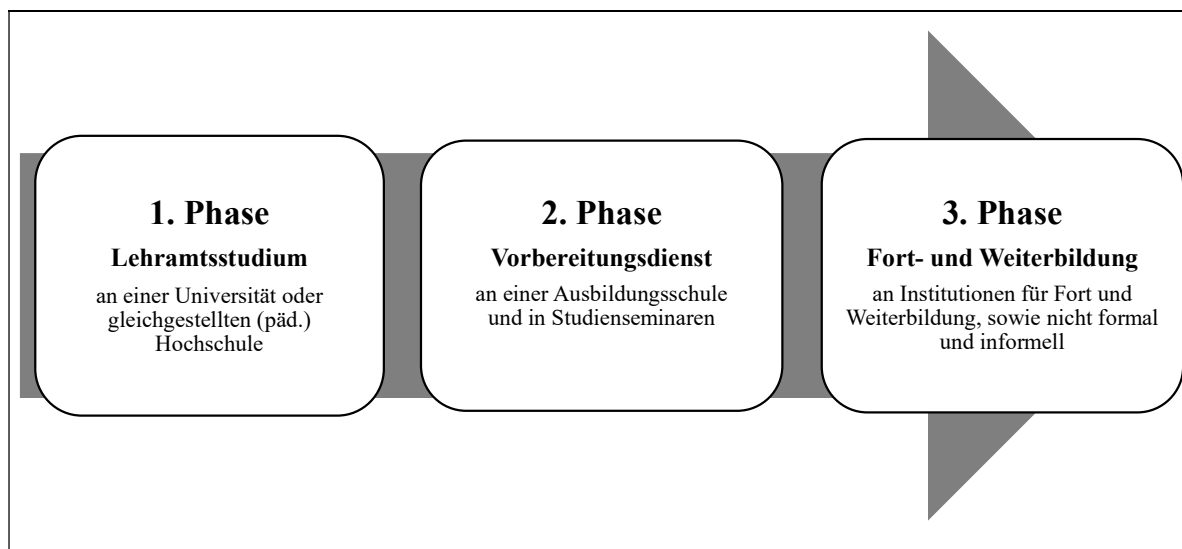 1. Phase
Lehramtsstudium
an einer Universität oder
gleichgestellten (päd.)
Hochschule
2. Phase
Vorbereitungsdienst
an einer Ausbildungsschule
und in Studienseminaren
3. Phase
Fort- und Weiterbildung
an Institutionen für Fort und
Weiterbildung, sowie nicht formal
und informell